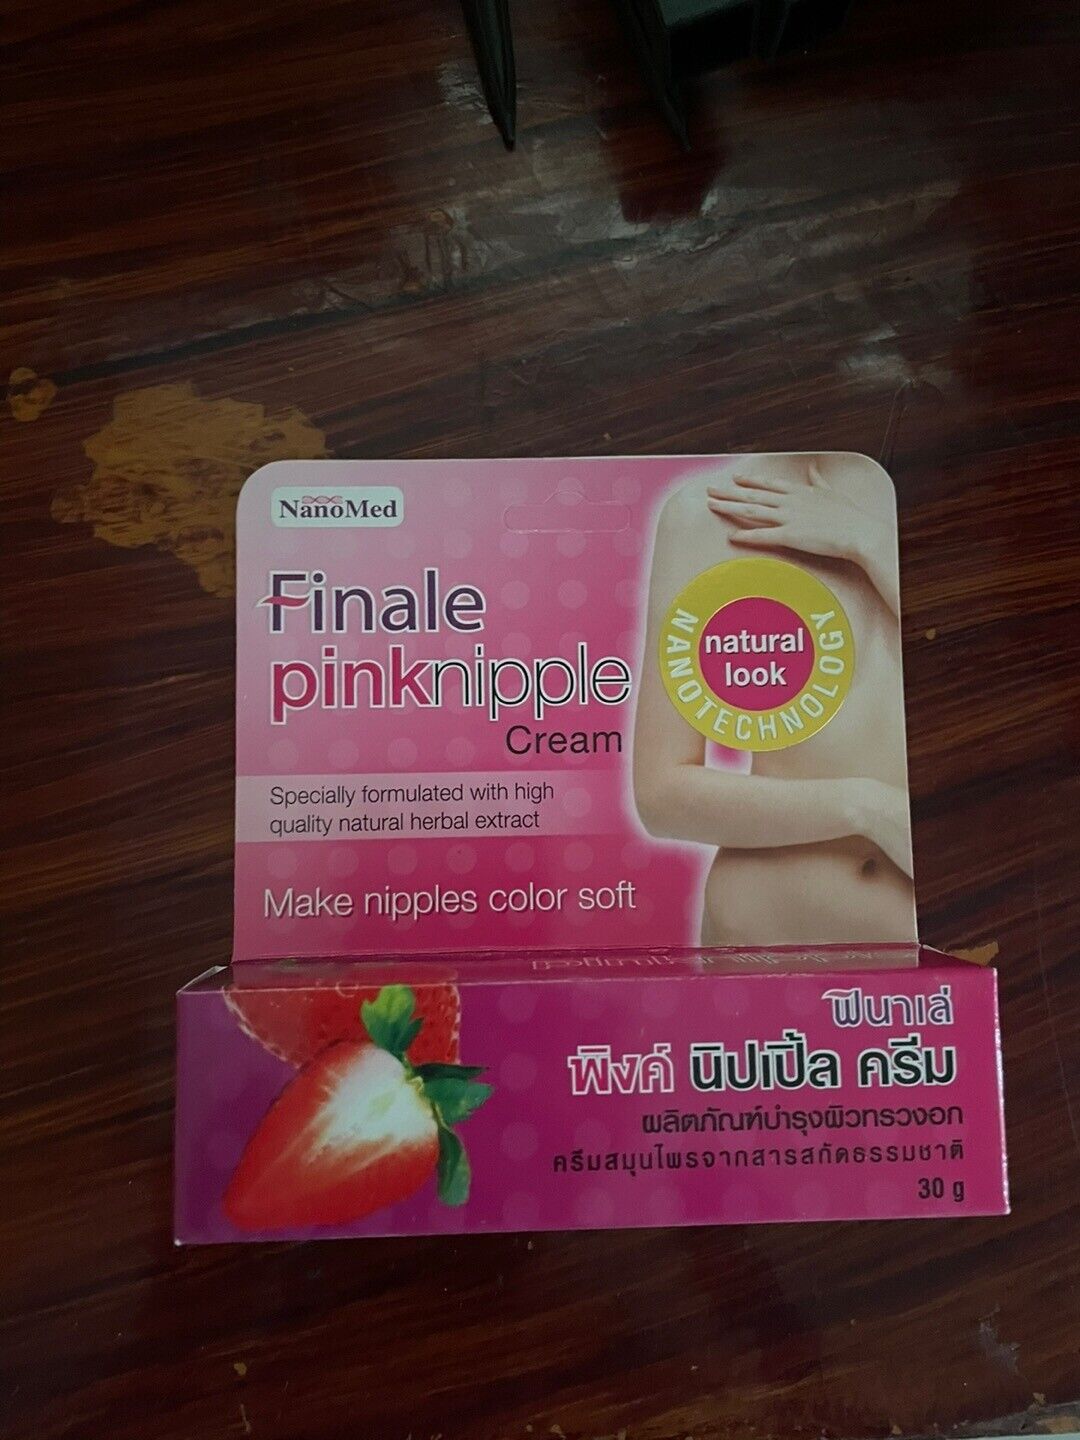 NanoMed
Finale
pinknipple
Cream
Specially formulated with high
quality natural herbal extract
Make nipples color soft
natural
look
NANOTECHNOLOGY
ฟินาเล่
พิงค์ นิปเปิ้ล ครีม
ผลิตภัณฑ์บำรุงผิวทรวงอก
ครีมสมุนไพรจากสารสกัดธรรมชาติ
30 g